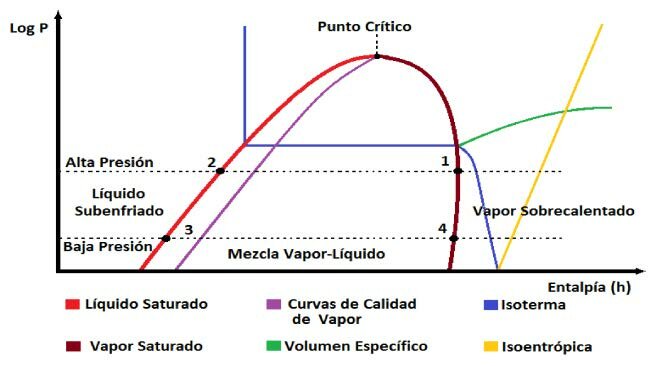 Log P
Punto Crítico
Alta Presión
2
1
Líquido
Subenfriado
Vapor Sobrecalentado
3
4
Baja Presión
Mezcla Vapor-Líquido
Entalpía (h)
Líquido Saturado
Curvas de Calidad
de Vapor
Isoterma
Vapor Saturado
Volumen Específico
Isoentrópica